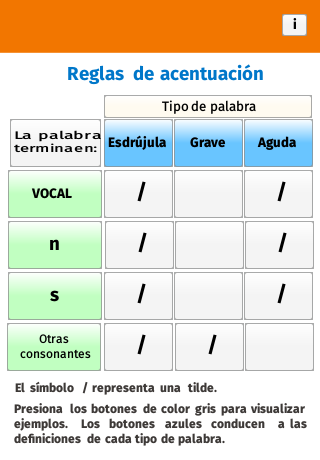 i
Reglas de acentuación
Tipo de palabra
La palabra
termina en:
Esdrújula Grave Aguda
VOCAL / /
n / /
s / /
Otras
consonantes / /
El símbolo / representa una tilde.
Presiona los botones de color gris para visualizar
ejemplos. Los botones azules conducen a las
definiciones de cada tipo de palabra.